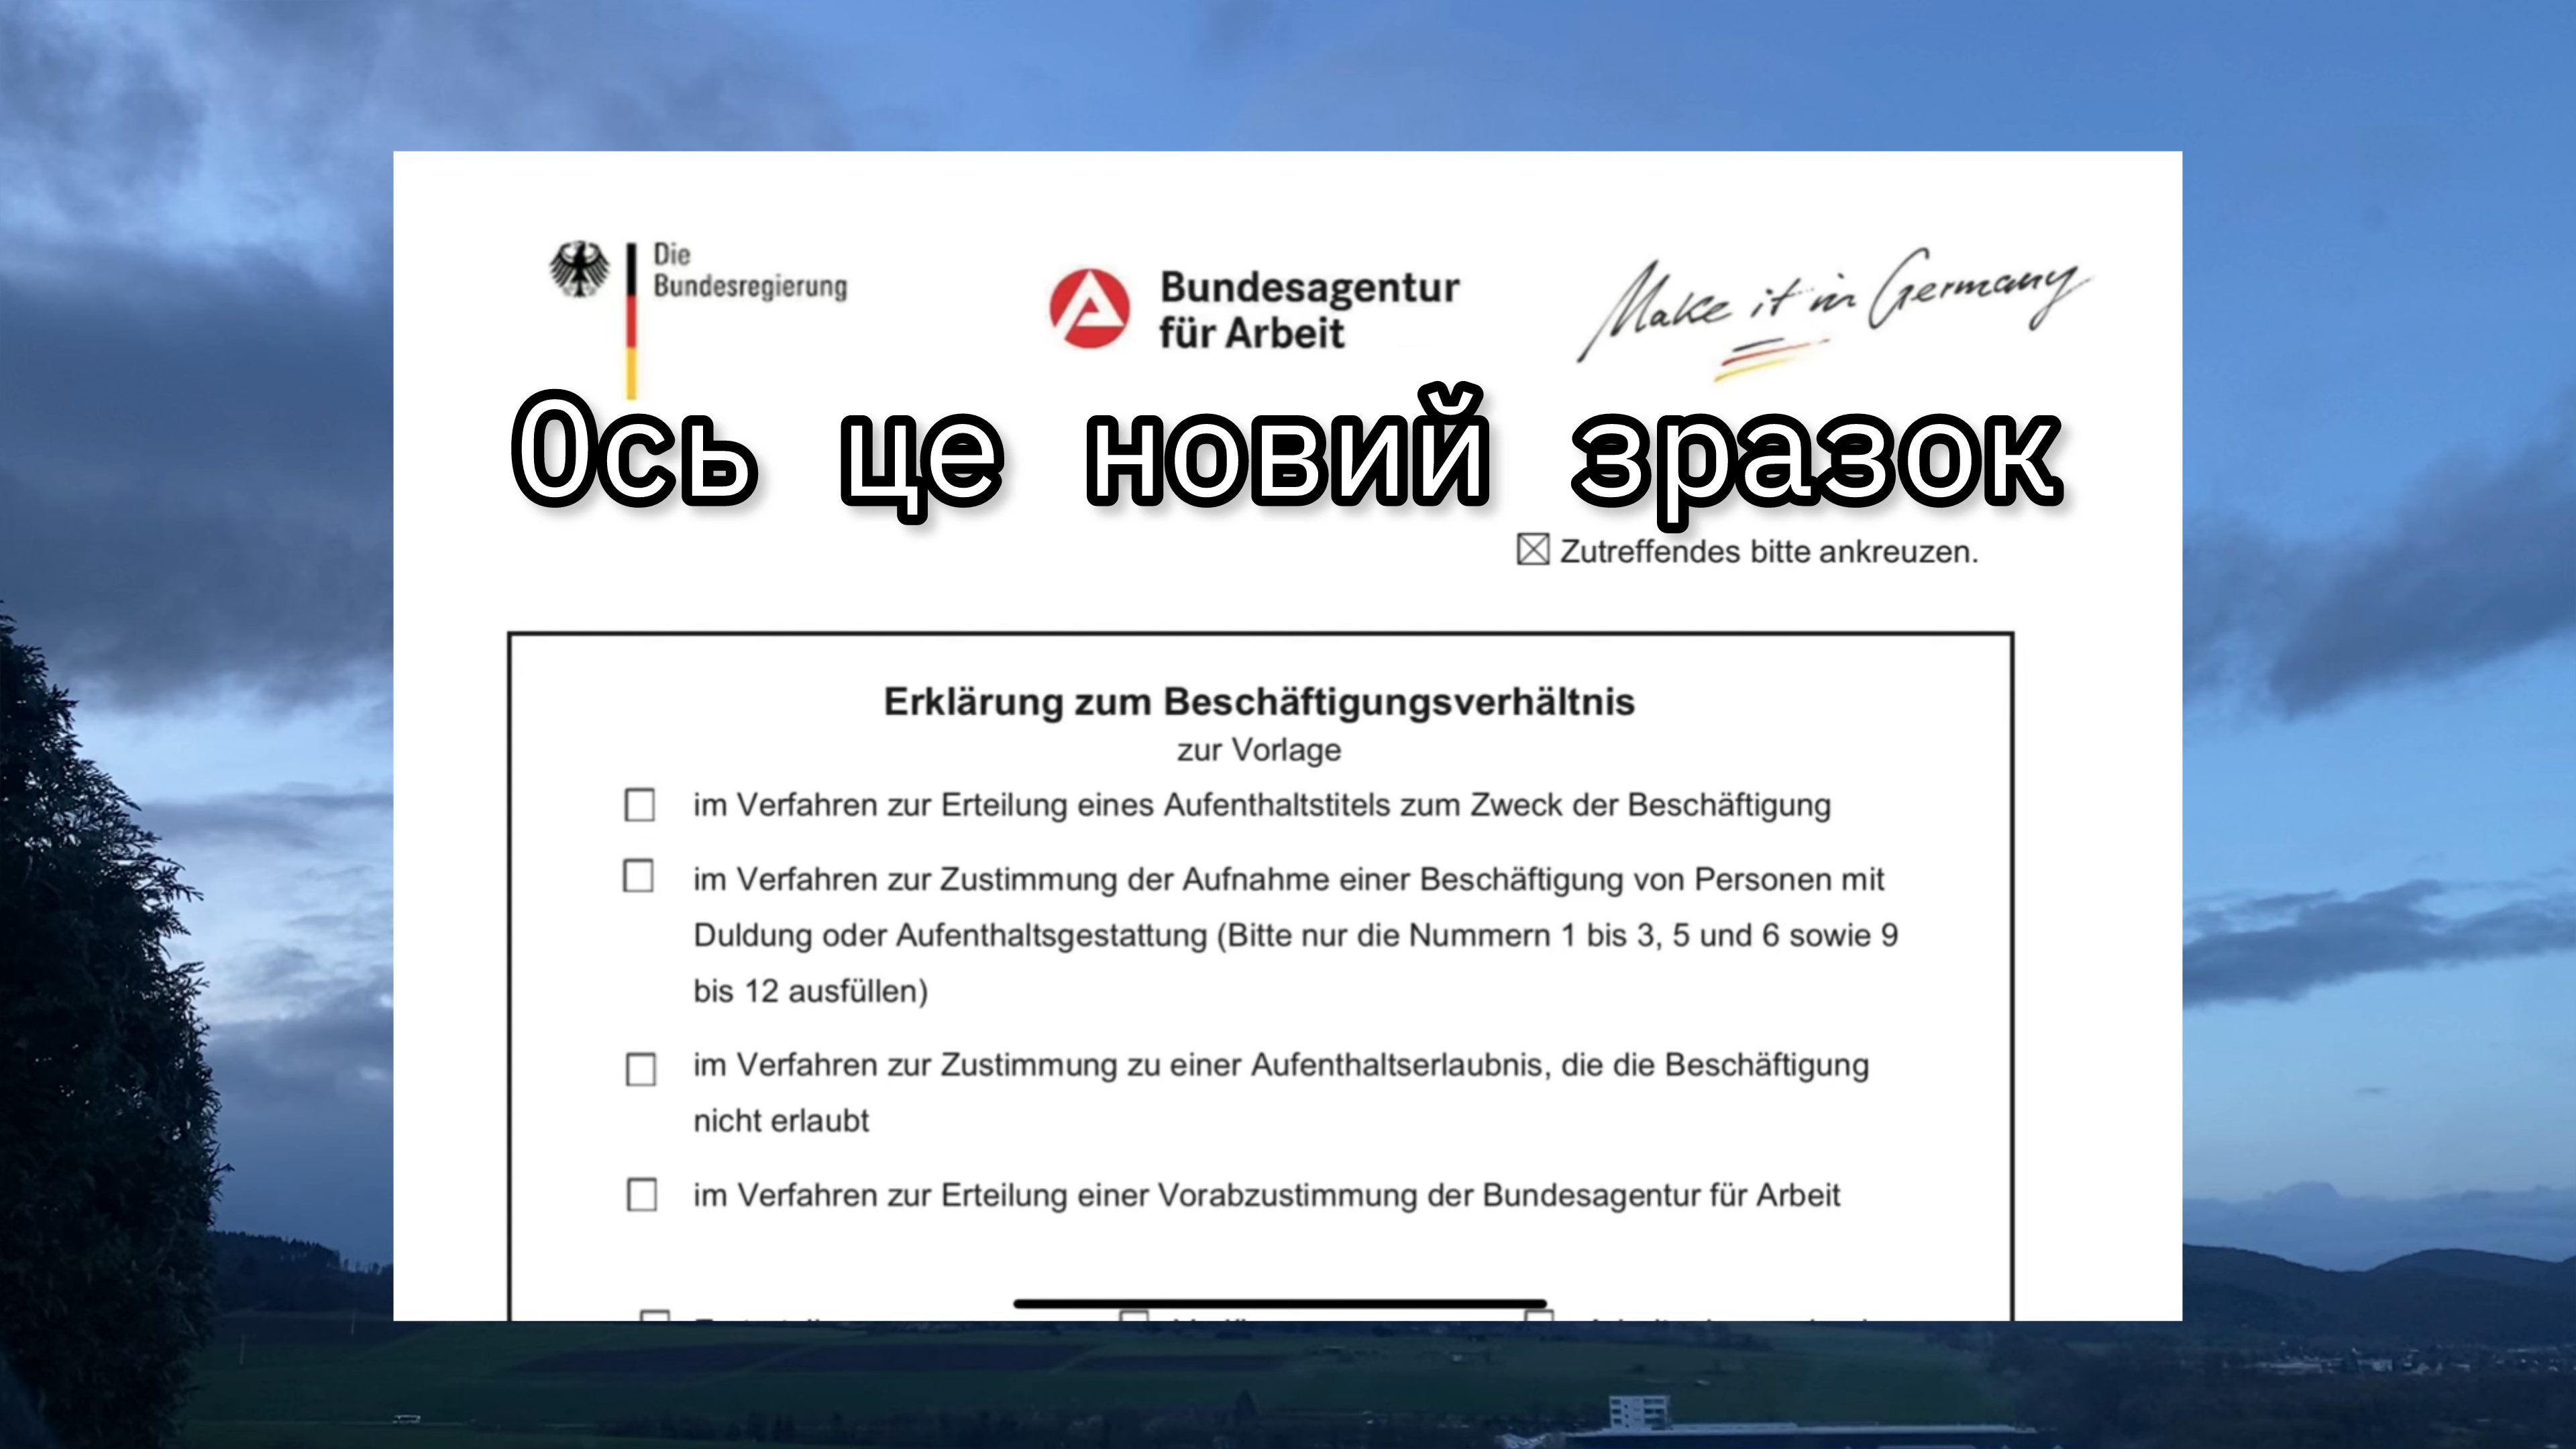 Die
Bundesregierung
Bundesagentur
für Arbeit
Make it in Germany
Ось це новий зразок
Zutreffendes bitte ankreuzen.
Erklärung zum Beschäftigungsverhältnis
zur Vorlage
im Verfahren zur Erteilung eines Aufenthaltstitels zum Zweck der Beschäftigung
im Verfahren zur Zustimmung der Aufnahme einer Beschäftigung von Personen mit
Duldung oder Aufenthaltsgestattung (Bitte nur die Nummern 1 bis 3, 5 und 6 sowie 9
bis 12 ausfüllen)
im Verfahren zur Zustimmung zu einer Aufenthaltserlaubnis, die die Beschäftigung
nicht erlaubt
im Verfahren zur Erteilung einer Vorabzustimmung der Bundesagentur für Arbeit